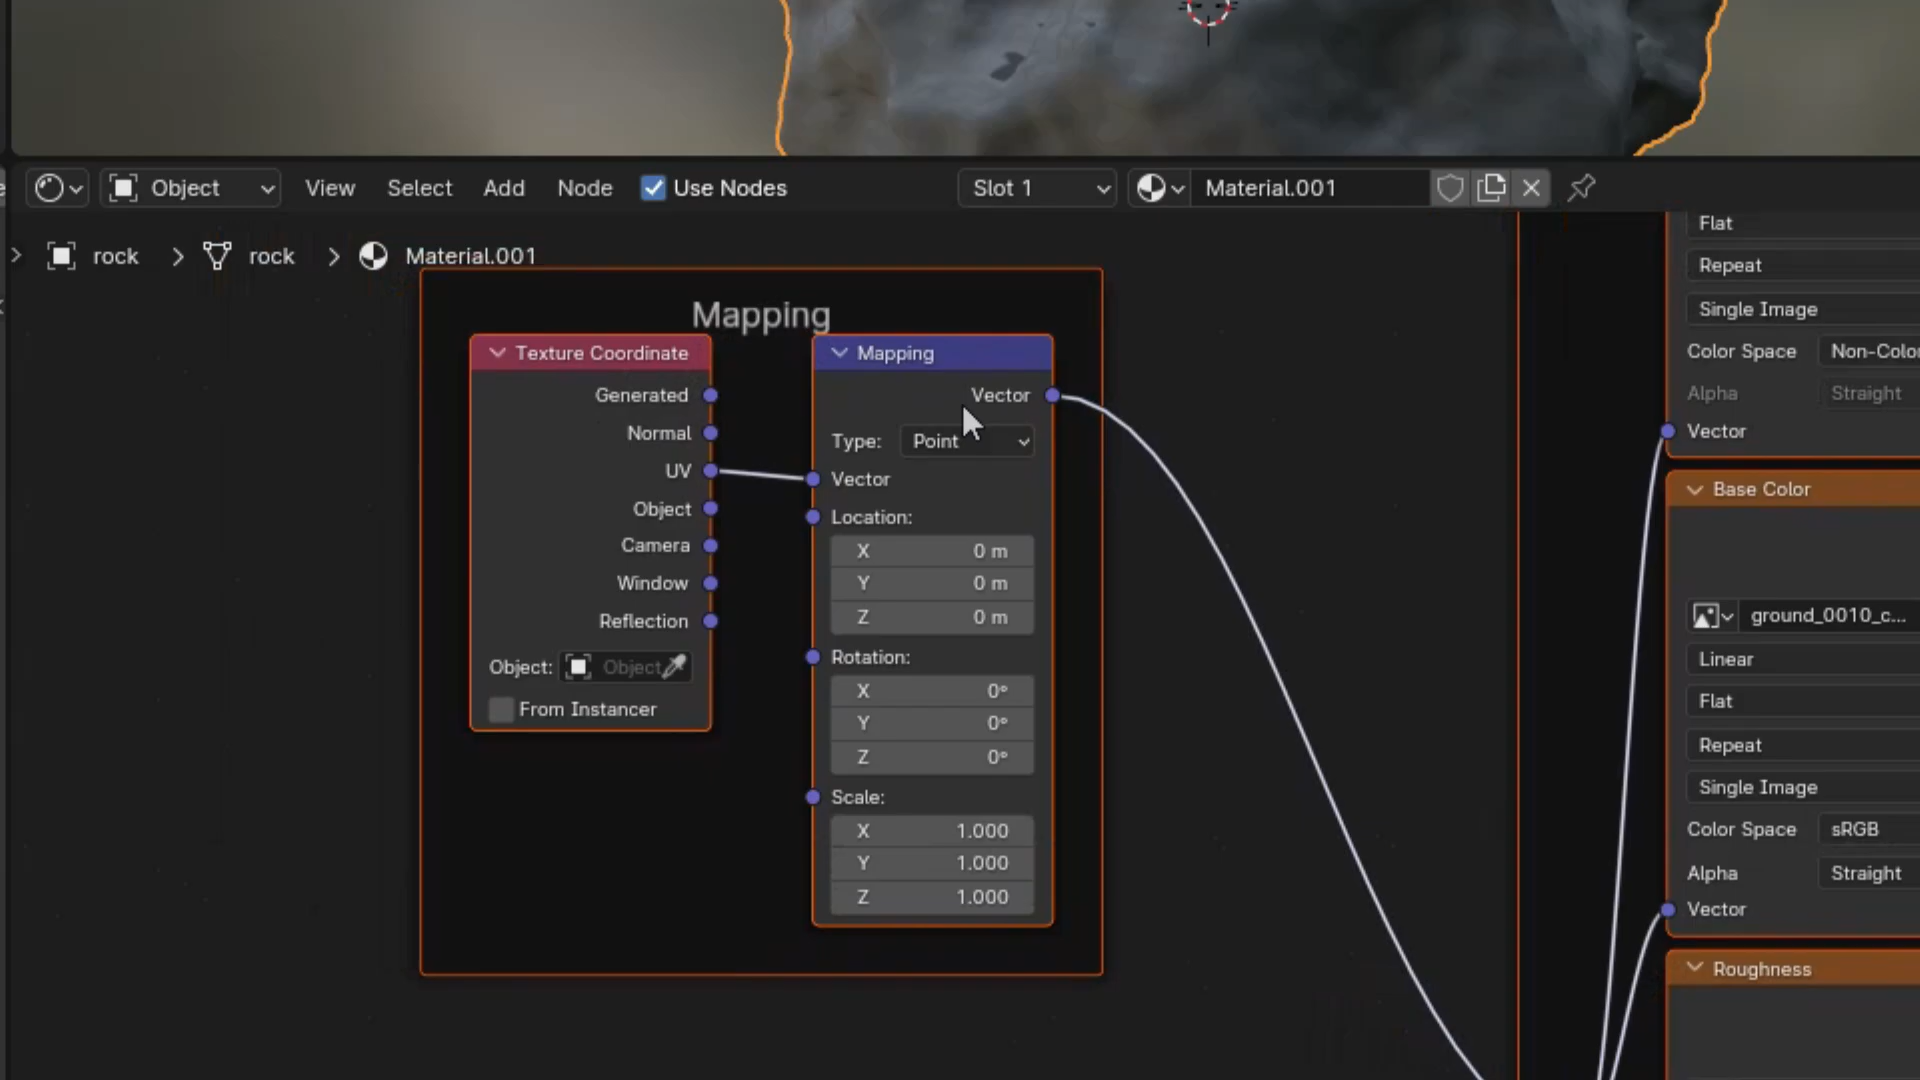 Object View Select Add Node Use Nodes Slot 1 Material.001
rock rock Material.001
Mapping
Texture Coordinate
Generated
Normal
UV
Object
Camera
Window
Reflection
Object: Object
From Instancer
Mapping
Vector
Type: Point
Vector
Location:
X 0 m
Y 0 m
Z 0 m
Rotation:
X 0°
Y 0°
Z 0°
Scale:
X 1.000
Y 1.000
Z 1.000
Flat
Repeat
Single Image
Color Space Non-Color
Alpha Straight
Vector
Base Color
ground_0010_c...
Linear
Flat
Repeat
Single Image
Color Space sRGB
Alpha Straight
Vector
Roughness